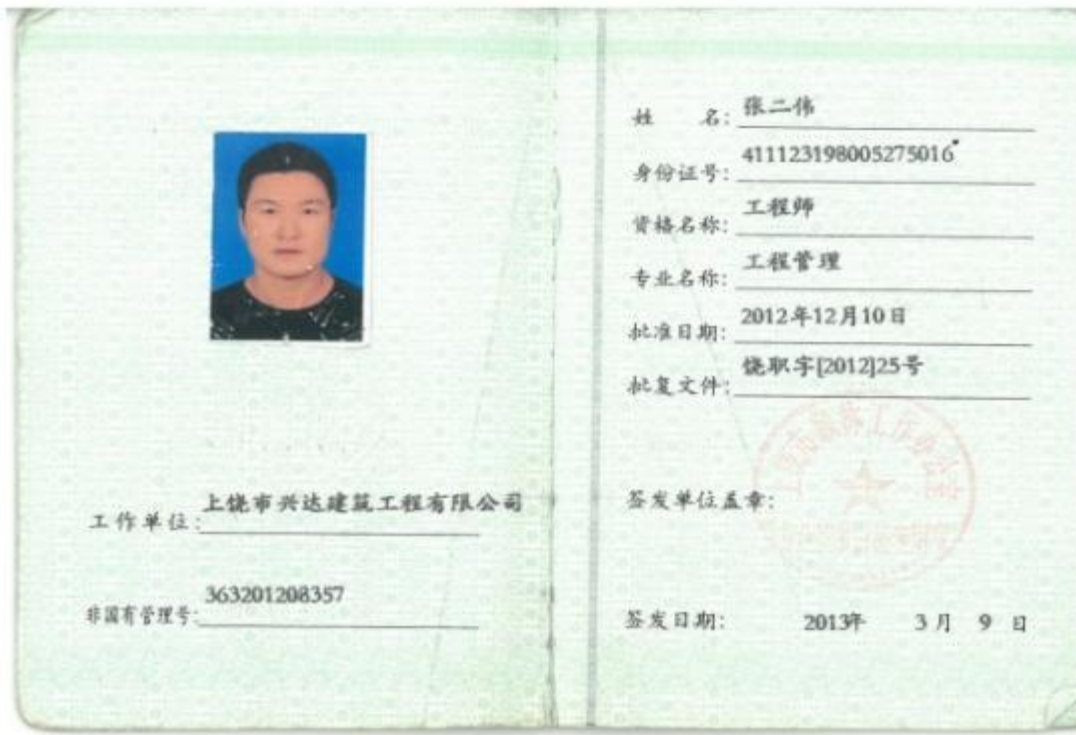 工作单位:上饶市兴达建筑工程有限公司
非国有管理号:363201208357
姓 名:张二伟
身份证号:411123198005275016
资格名称:工程师
专业名称:工程管理
批准日期:2012年12月10日
批复文件:饶职字[2012]25号
签发单位盖章:
签发日期: 2013年 3月 9日